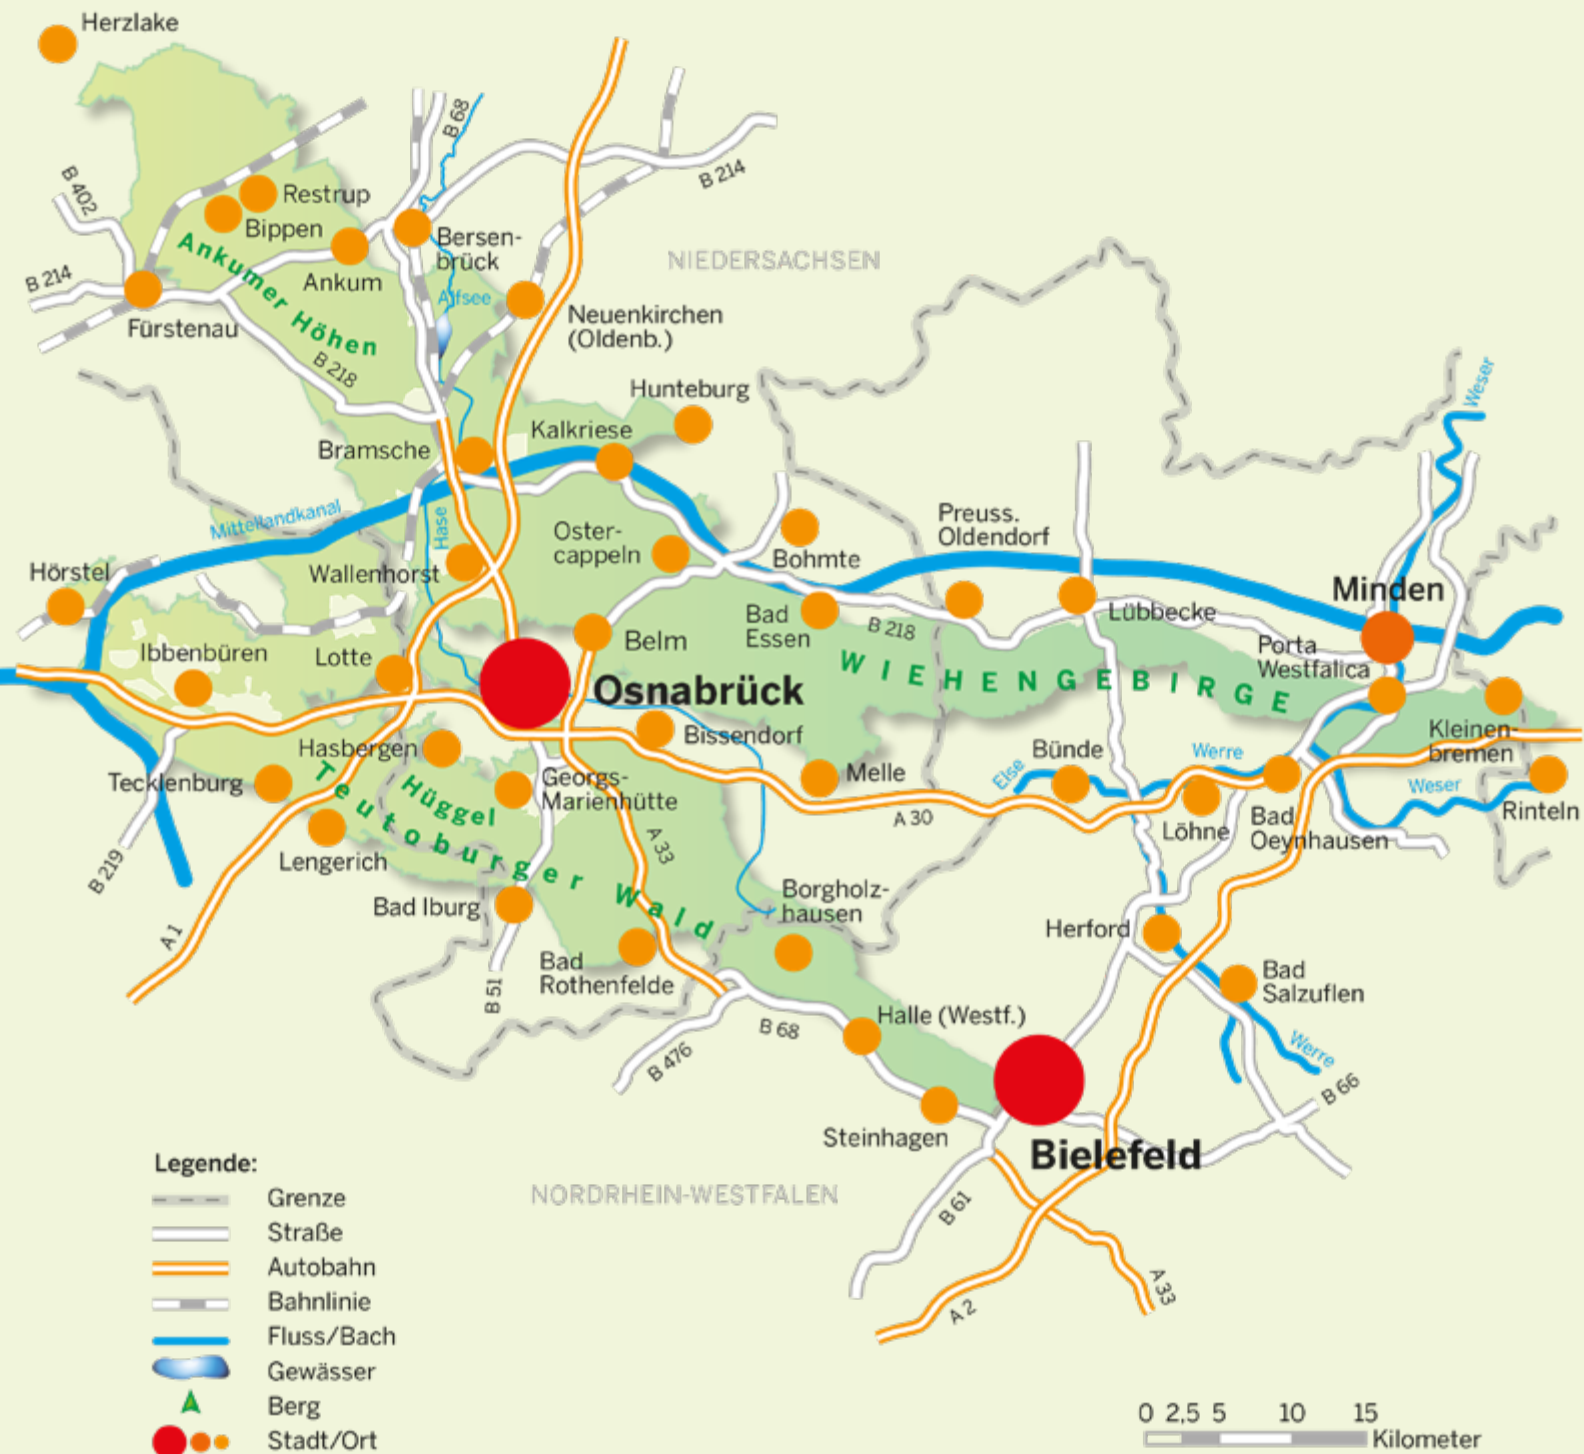 Herzlake
B 68
B 214
B 402
Restrup
Bippen
Bersen-
brück
NIEDERSACHSEN
Ankumer Höhen
Ankum
B 214
Alfsee
Fürstenau
Neuenkirchen
(Oldenb.)
B 218
Hunteburg
Weser
Kalkriese
Bramsche
Mittellandkanal
Hase
Preuss.
Oldendorf
Oster-
cappeln
Bohmte
Hörstel
Wallenhorst
Minden
Bad
Essen
B 218
Lübbecke
Ibbenbüren
Lotte
Belm
Porta
Westfalica
WIEHENGEBIRGE
Osnabrück
Bissendorf
Hasbergen
Kleinen-
bremen
Bünde
Werre
Else
Melle
Tecklenburg
Georgs-
Marienhütte
Hüggel
Teutoburger Wald
Weser
Rinteln
A 30
Löhne
Bad
Oeynhausen
A 33
Lengerich
B 219
Bad Iburg
Borgholz-
hausen
A 1
Herford
Bad
Rothenfelde
B 51
Bad
Salzuflen
Halle (Westf.)
B 68
B 476
Werre
B 66
Steinhagen
Bielefeld
NORDRHEIN-WESTFALEN
B 61
A 33
A 2
Legende:
Grenze
Straße
Autobahn
Bahnlinie
Fluss/Bach
Gewässer
Berg
Stadt/Ort
0 2,5 5 10 15
Kilometer